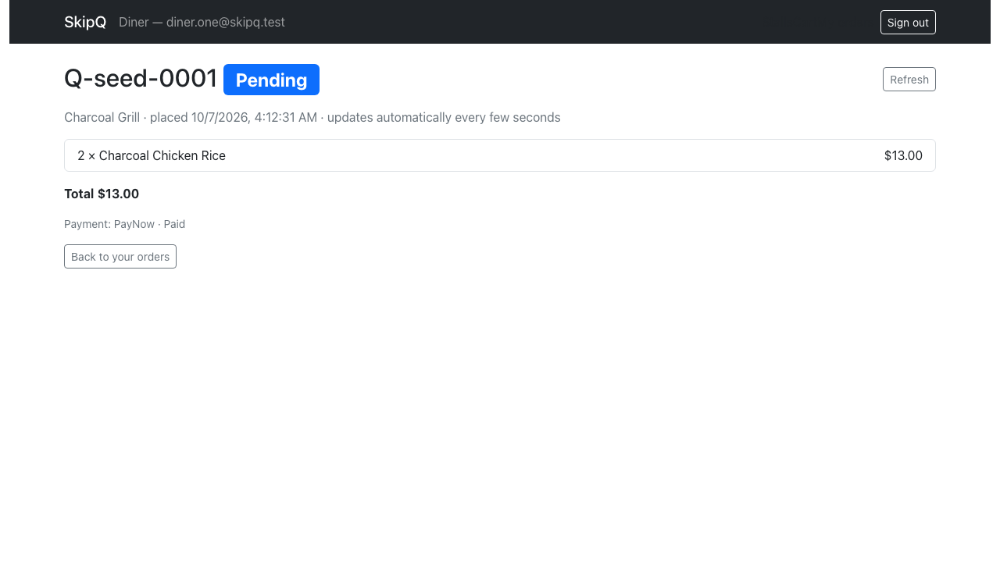 SkipQ Diner — diner.one@skipq.test Sign out
Q-seed-0001 Pending Refresh
Charcoal Grill · placed 10/7/2026, 4:12:31 AM · updates automatically every few seconds
2 × Charcoal Chicken Rice $13.00
Total $13.00
Payment: PayNow · Paid
Back to your orders